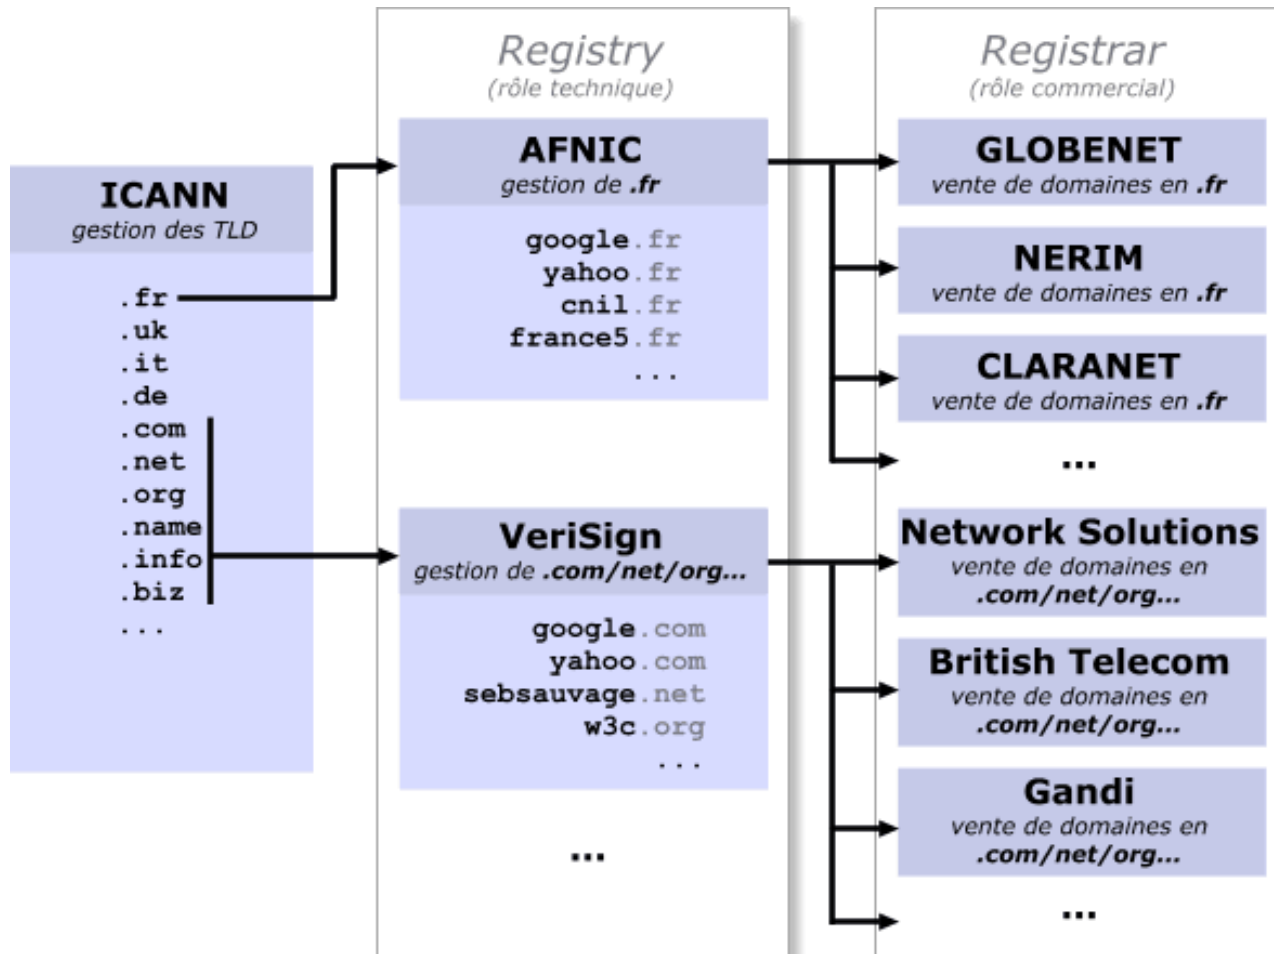 Registry
(rôle technique)
Registrar
(rôle commercial)
ICANN
gestion des TLD
.fr
.uk
.it
.de
.com
.net
.org
.name
.info
.biz
...
AFNIC
gestion de .fr
google.fr
yahoo.fr
cnil.fr
france5.fr
...
VeriSign
gestion de .com/net/org...
google.com
yahoo.com
sebsauvage.net
w3c.org
...
...
GLOBENET
vente de domaines en .fr
NERIM
vente de domaines en .fr
CLARANET
vente de domaines en .fr
...
Network Solutions
vente de domaines en
.com/net/org...
British Telecom
vente de domaines en
.com/net/org...
Gandi
vente de domaines en
.com/net/org...
...